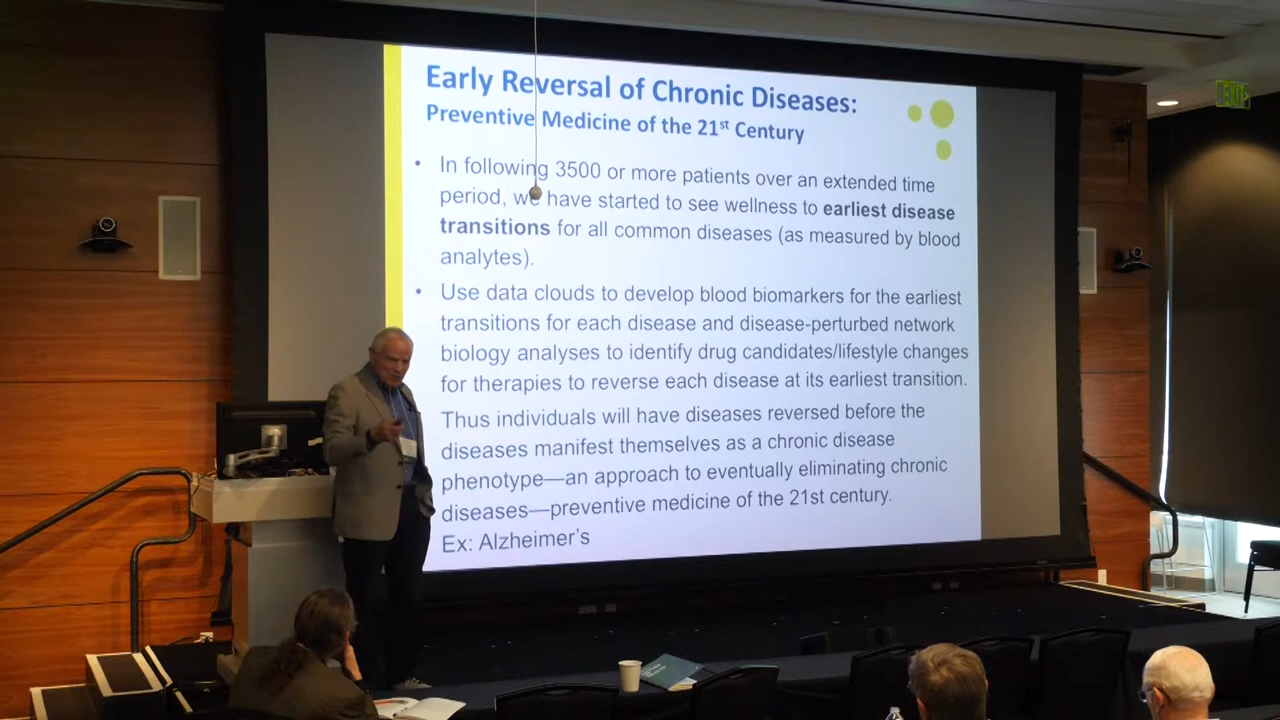 Early Reversal of Chronic Diseases:
Preventive Medicine of the 21st Century
• In following 3500 or more patients over an extended time
period, we have started to see wellness to earliest disease
transitions for all common diseases (as measured by blood
analytes).
• Use data clouds to develop blood biomarkers for the earliest
transitions for each disease and disease-perturbed network
biology analyses to identify drug candidates/lifestyle changes
for therapies to reverse each disease at its earliest transition.
Thus individuals will have diseases reversed before the
diseases manifest themselves as a chronic disease
phenotype—an approach to eventually eliminating chronic
diseases—preventive medicine of the 21st century.
Ex: Alzheimer's
EXIT